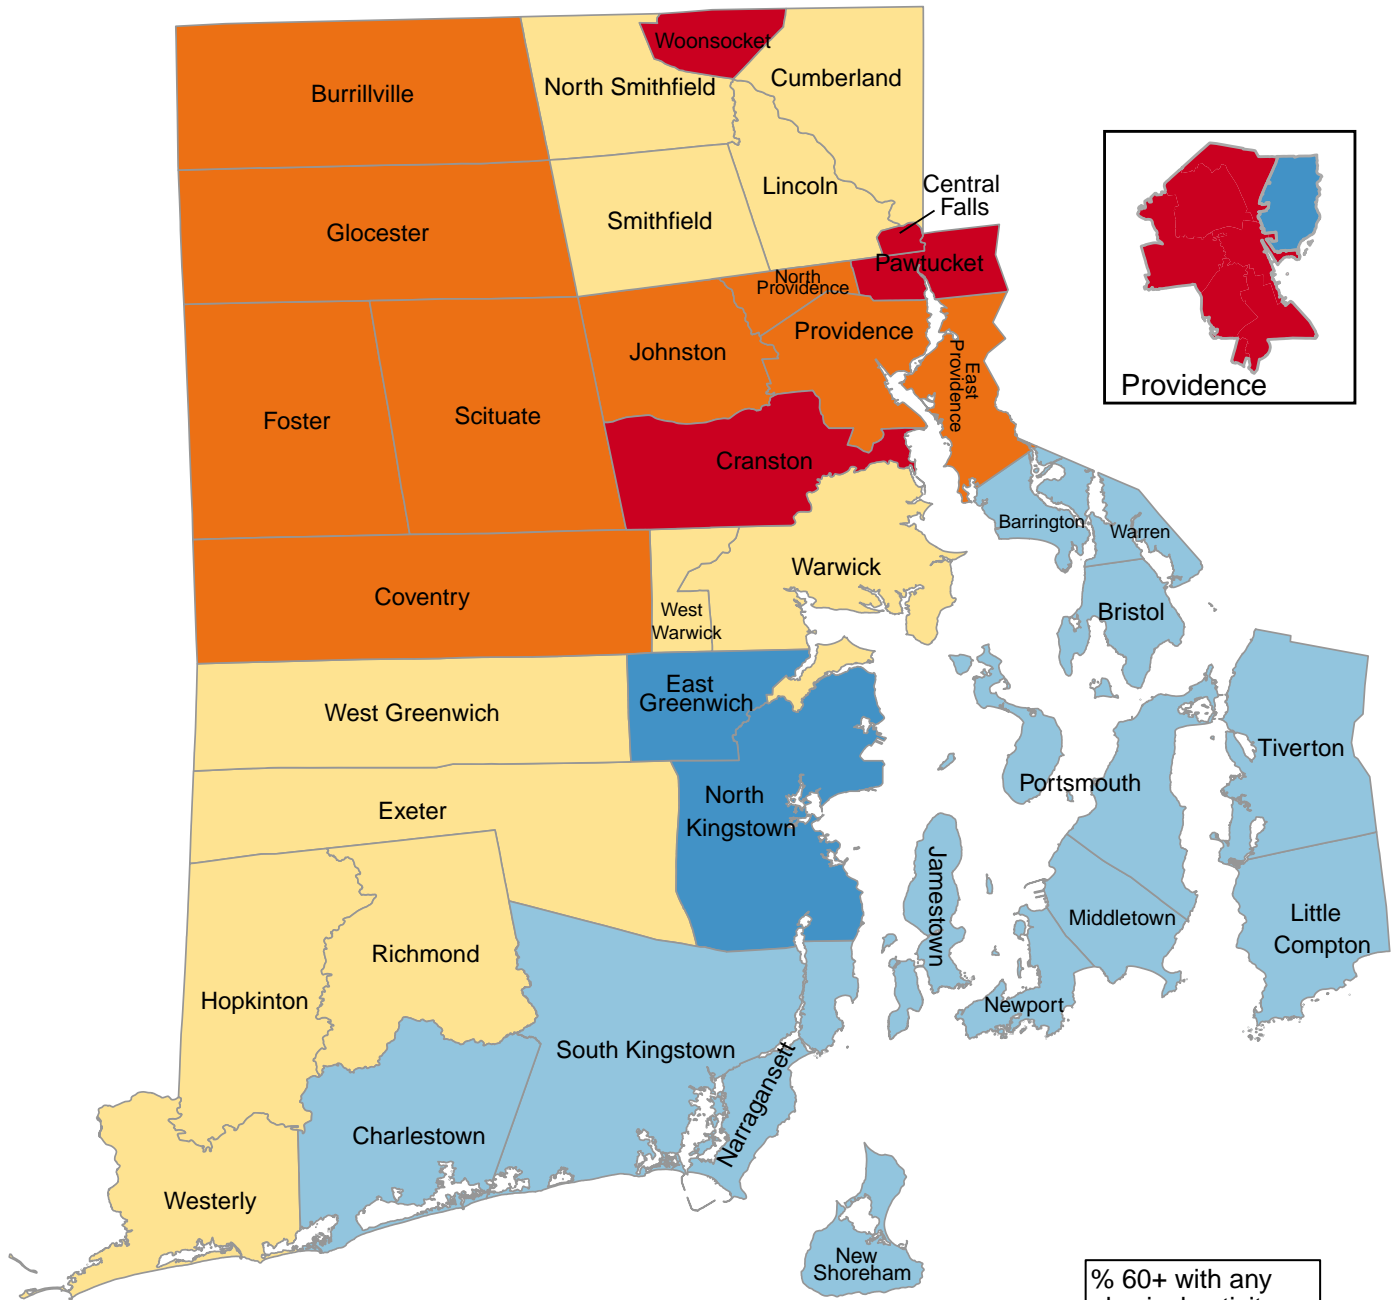 Woonsocket
Burrillville
North Smithfield
Cumberland
Lincoln
Central
Falls
Glocester
Smithfield
Pawtucket
North
Providence
Providence
Johnston
East
Providence
Foster
Scituate
Cranston
Providence
Barrington
Warren
Warwick
Coventry
West
Warwick
Bristol
East
Greenwich
West Greenwich
Tiverton
Portsmouth
North
Kingstown
Exeter
Jamestown
Middletown
Little
Compton
Richmond
Hopkinton
Newport
South Kingstown
Narragansett
Charlestown
Westerly
New
Shoreham
% 60+ with any